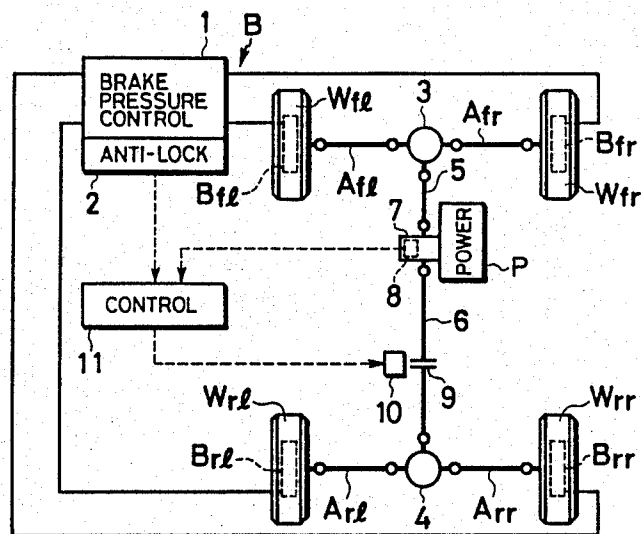 1
B
BRAKE
PRESSURE
CONTROL
ANTI-LOCK
2
Wfℓ
Bfℓ
Afℓ
3
Afr
5
Bfr
Wfr
7
8
POWER
P
CONTROL
11
6
10
9
Wrℓ
Brℓ
Arℓ
4
Arr
Wrr
Brr